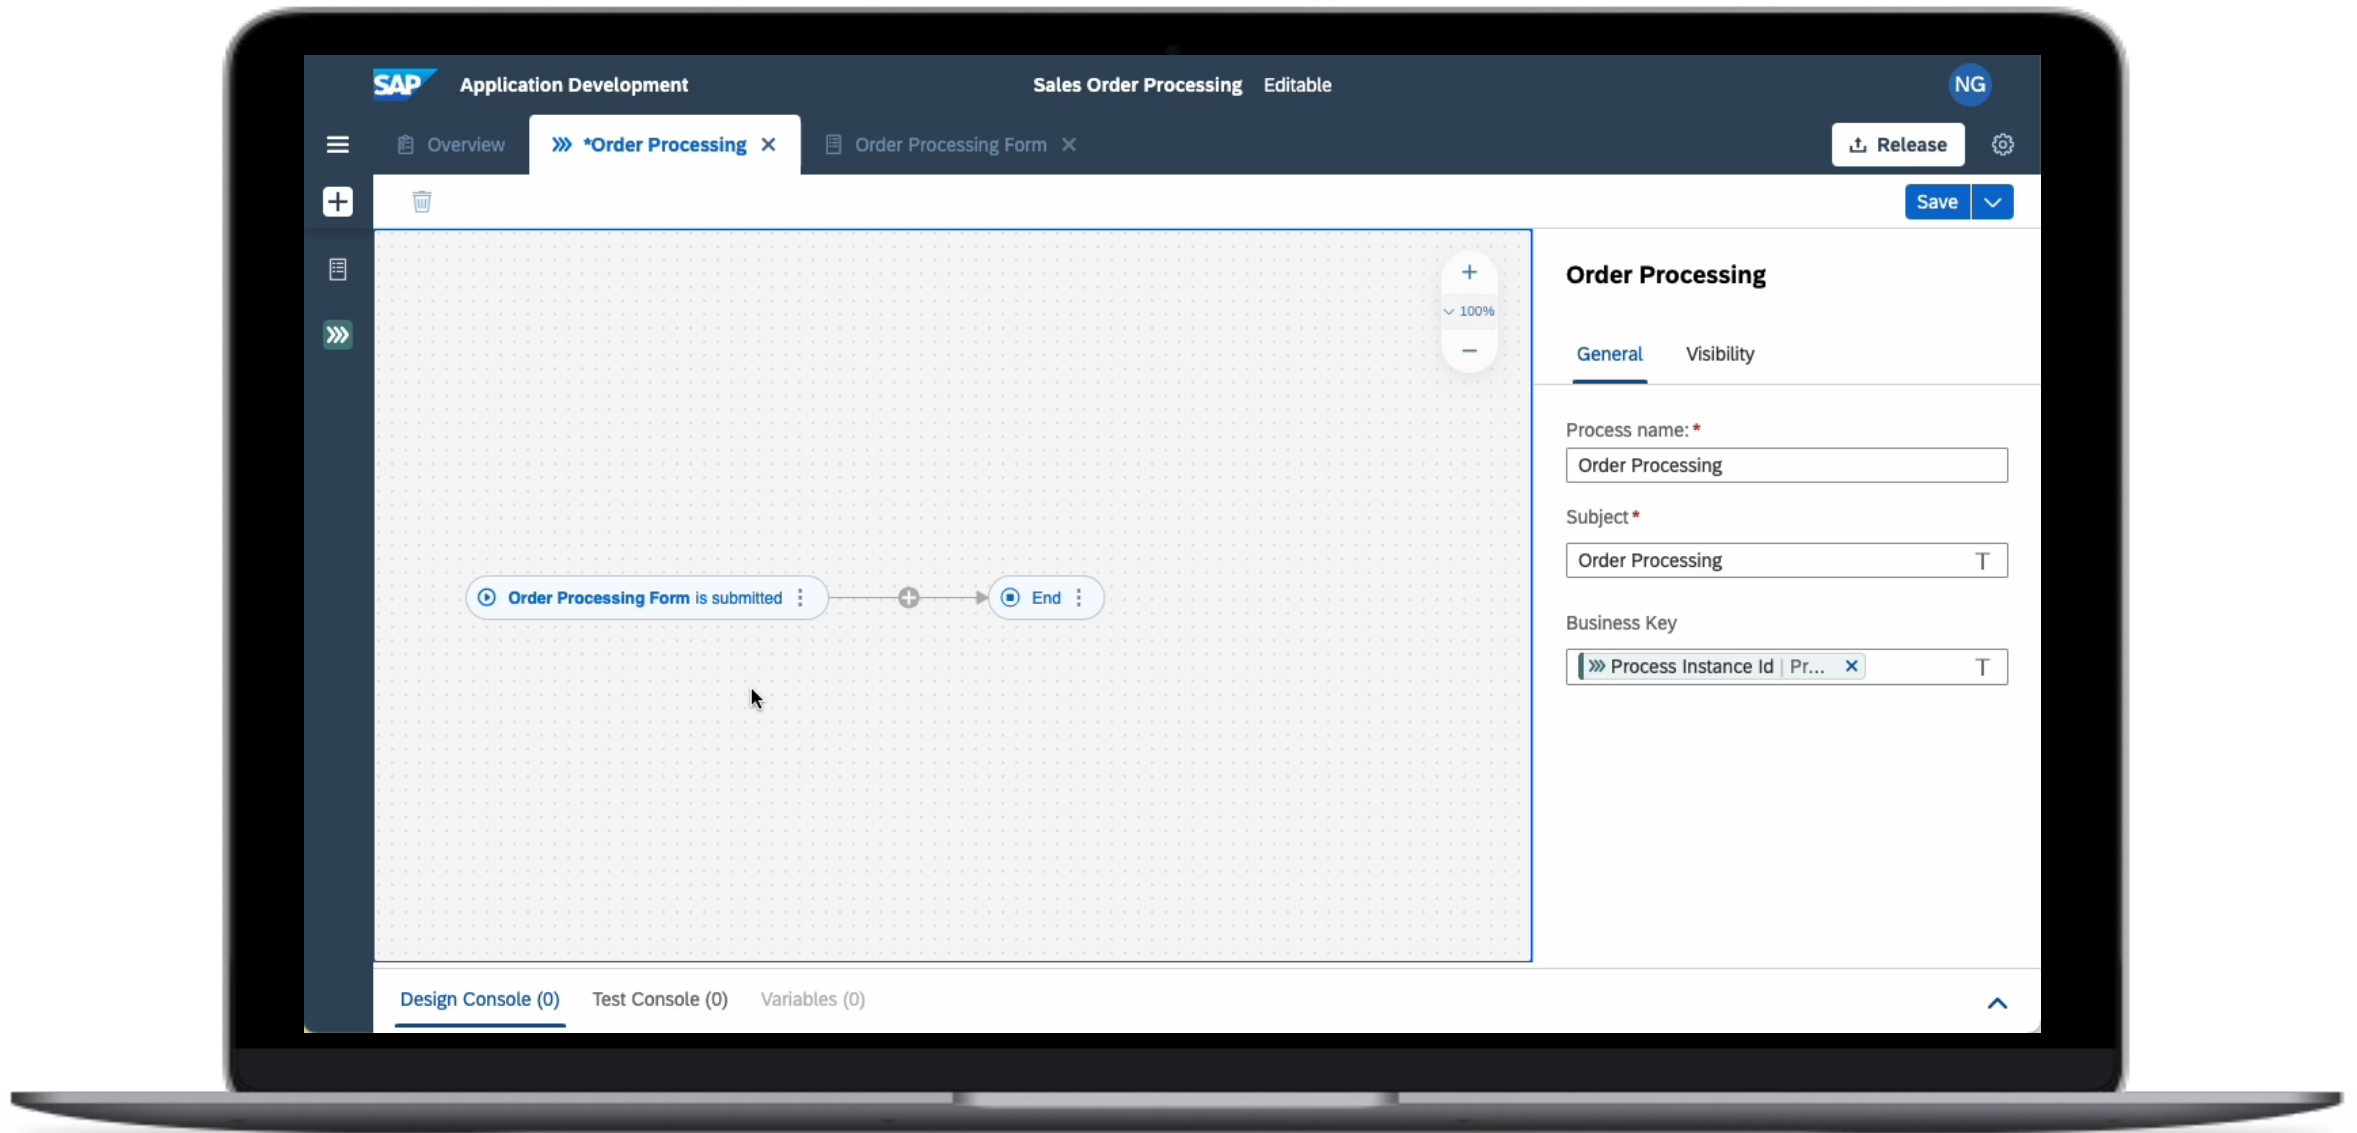 SAP Application Development Sales Order Processing Editable NG
Overview *Order Processing Order Processing Form Release
Save
100%
Order Processing
General Visibility
Process name:*
Order Processing
Subject*
Order Processing T
Order Processing Form is submitted End
Business Key
Process Instance Id | Pr... T
Design Console (0) Test Console (0) Variables (0)